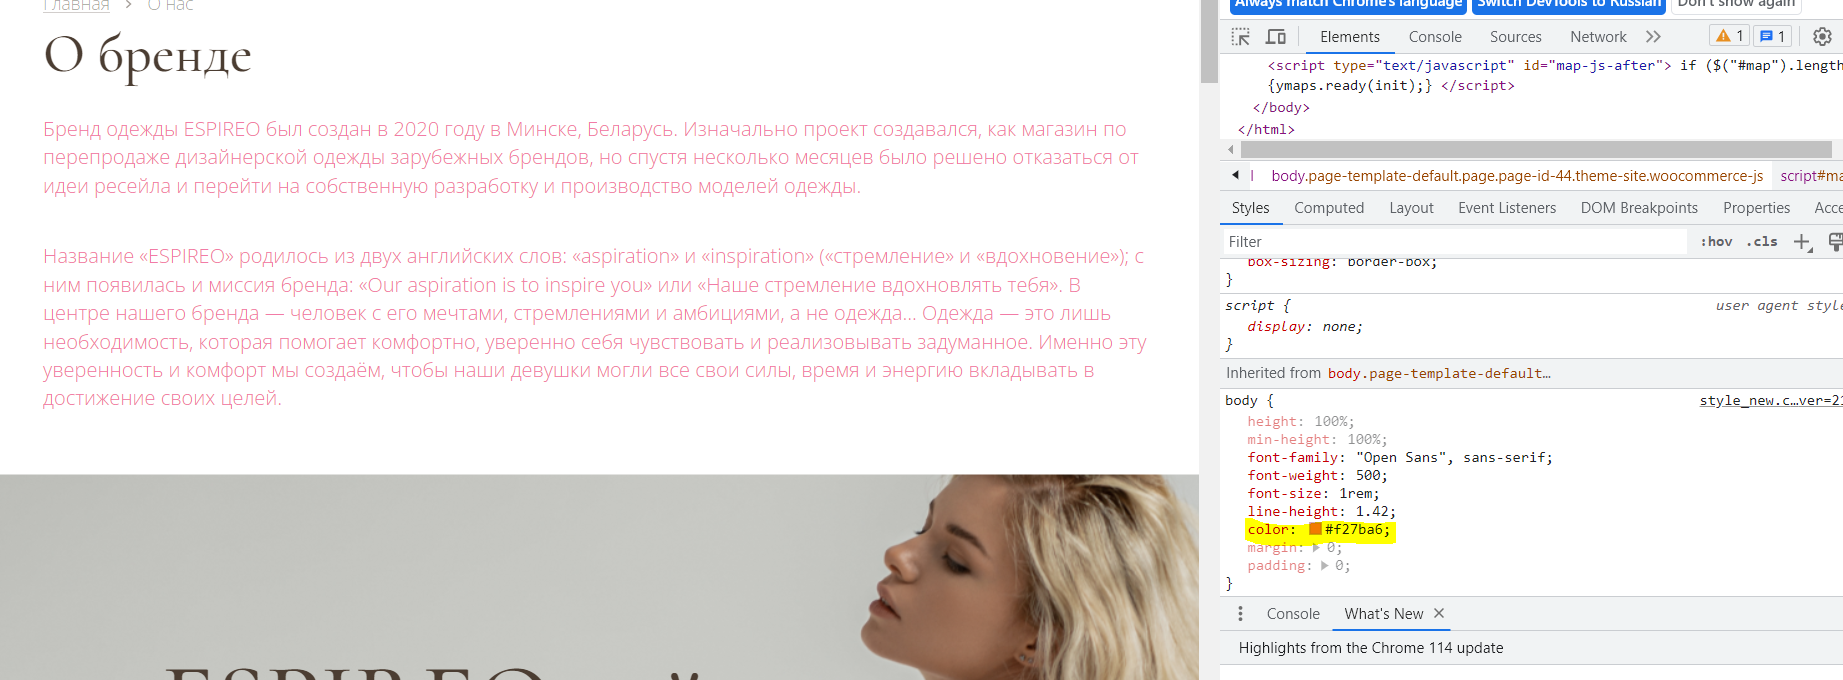 Главная > О нас
О бренде
Бренд одежды ESPIREO был создан в 2020 году в Минске, Беларусь. Изначально проект создавался, как магазин по
перепродаже дизайнерской одежды зарубежных брендов, но спустя несколько месяцев было решено отказаться от
идеи ресейла и перейти на собственную разработку и производство моделей одежды.
Название «ESPIREO» родилось из двух английских слов: «aspiration» и «inspiration» («стремление» и «вдохновение»); с
ним появилась и миссия бренда: «Our aspiration is to inspire you» или «Наше стремление вдохновлять тебя». В
центре нашего бренда — человек с его мечтами, стремлениями и амбициями, а не одежда... Одежда — это лишь
необходимость, которая помогает комфортно, уверенно себя чувствовать и реализовывать задуманное. Именно эту
уверенность и комфорт мы создаём, чтобы наши девушки могли все свои силы, время и энергию вкладывать в
достижение своих целей.
Always match Chrome's language Switch DevTools to Russian Don't show again
Elements Console Sources Network 1 1
<script type="text/javascript" id="map-js-after"> if ($("#map").length
{ymaps.ready(init);} </script>
</body>
</html>
body.page-template-default.page.page-id-44.theme-site.woocommerce-js script#ma
Styles Computed Layout Event Listeners DOM Breakpoints Properties Acce
Filter :hov .cls
box-sizing: border-box;
}
script { user agent style
display: none;
}
Inherited from body.page-template-default…
body { style_new.c…ver=21
height: 100%;
min-height: 100%;
font-family: "Open Sans", sans-serif;
font-weight: 500;
font-size: 1rem;
line-height: 1.42;
color: #f27ba6;
margin: 0;
padding: 0;
}
Console What's New
Highlights from the Chrome 114 update